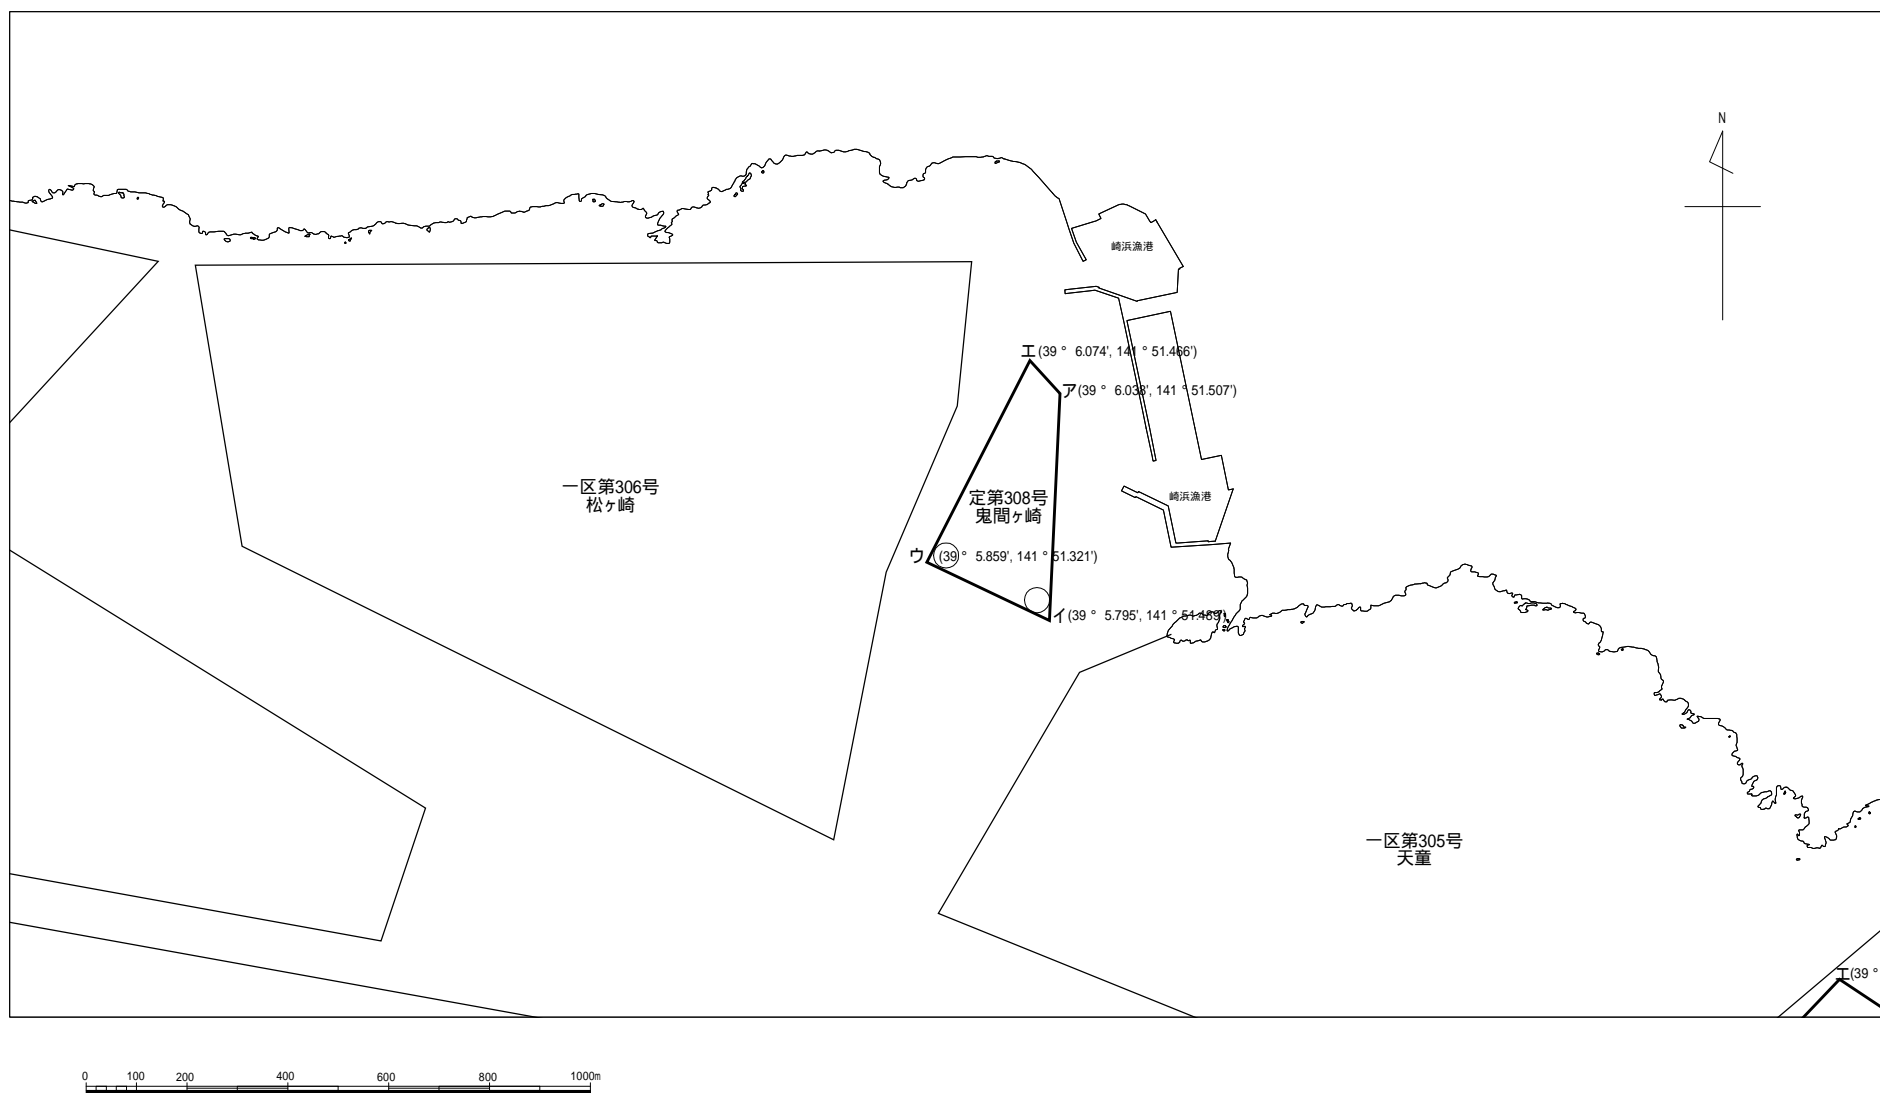 N
崎浜漁港
エ(39 ° 6.074', 141 ° 51.466')
ア(39 ° 6.038', 141 ° 51.507')
一区第306号
松ヶ崎
定第308号
鬼間ヶ崎
崎浜漁港
ウ (39 ° 5.859', 141 ° 51.321')
イ(39 ° 5.795', 141 ° 51.489')
一区第305号
天童
エ(39 °
0 100 200 400 600 800 1000m